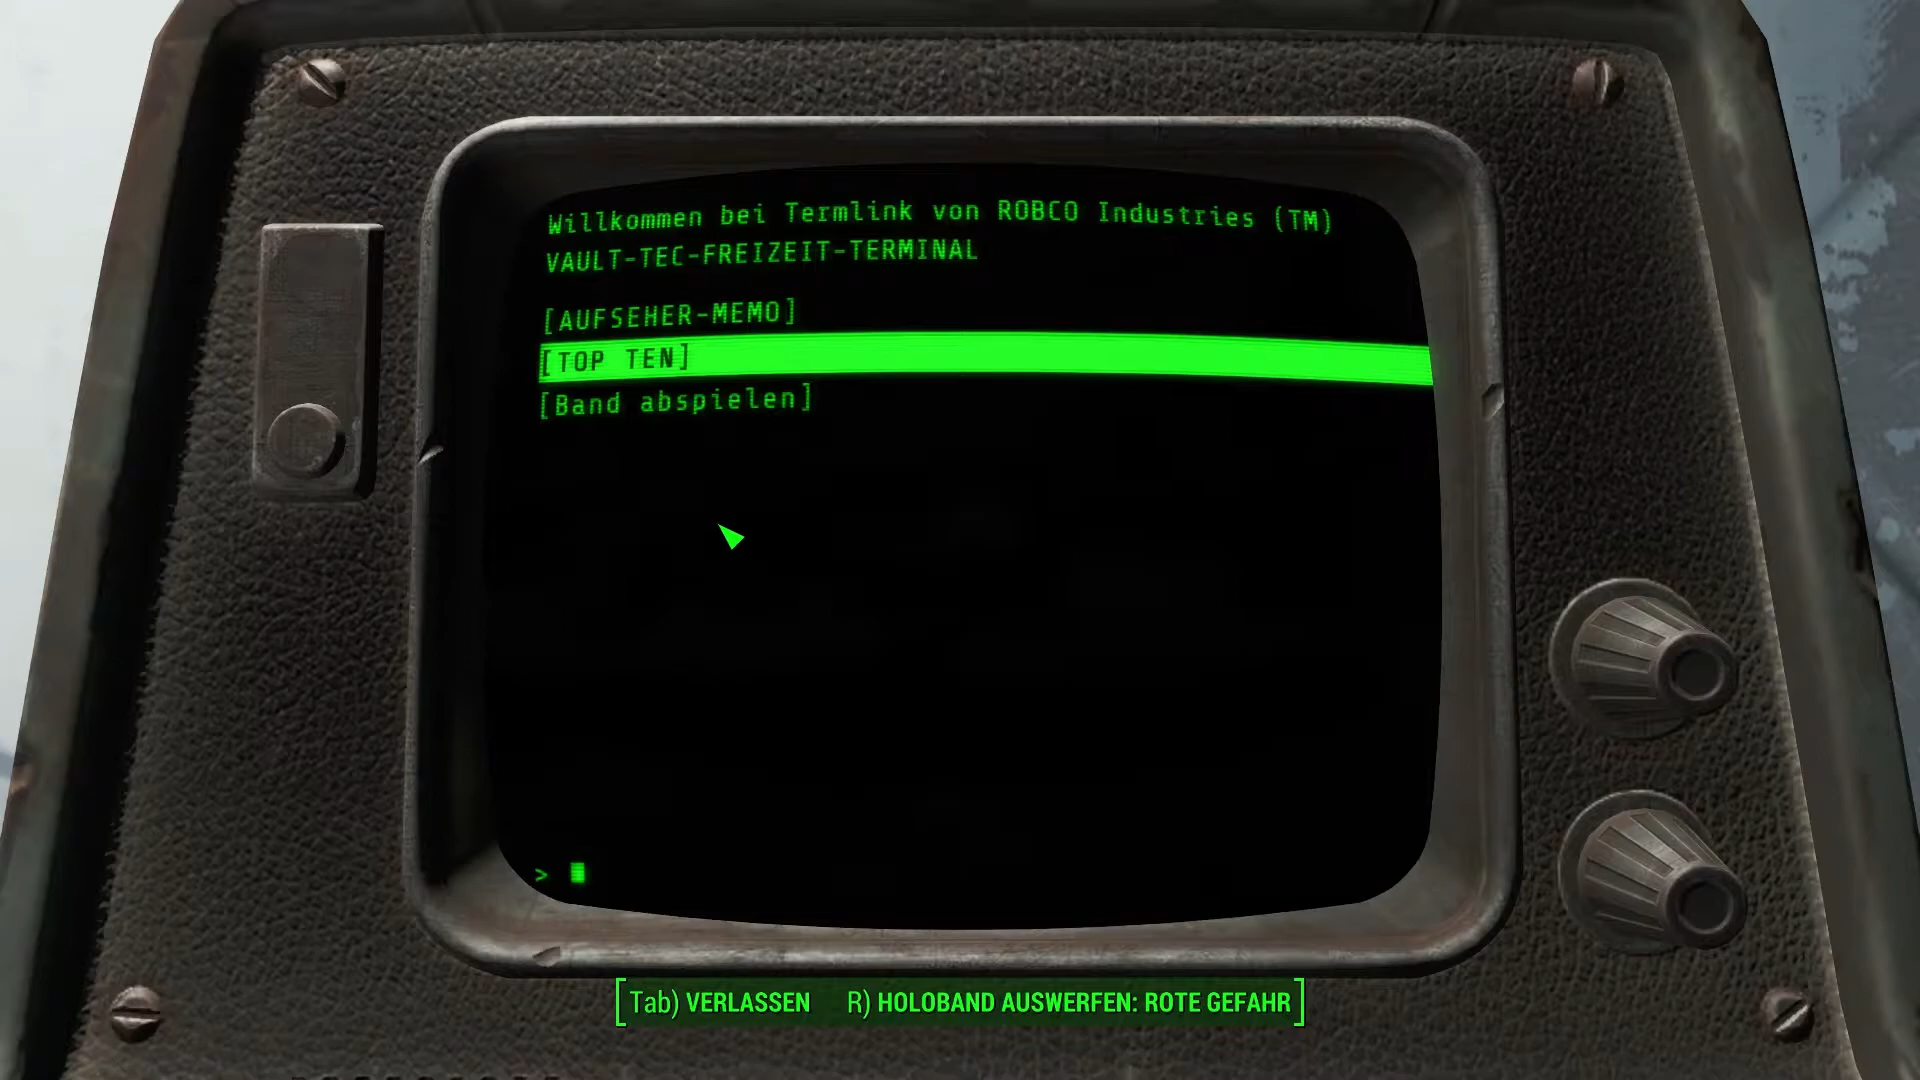 Willkommen bei Termlink von ROBCO Industries (TM)
VAULT-TEC-FREIZEIT-TERMINAL
[AUFSEHER-MEMO]
[TOP TEN]
[Band abspielen]
>
[Tab) VERLASSEN R) HOLOBAND AUSWERFEN: ROTE GEFAHR]